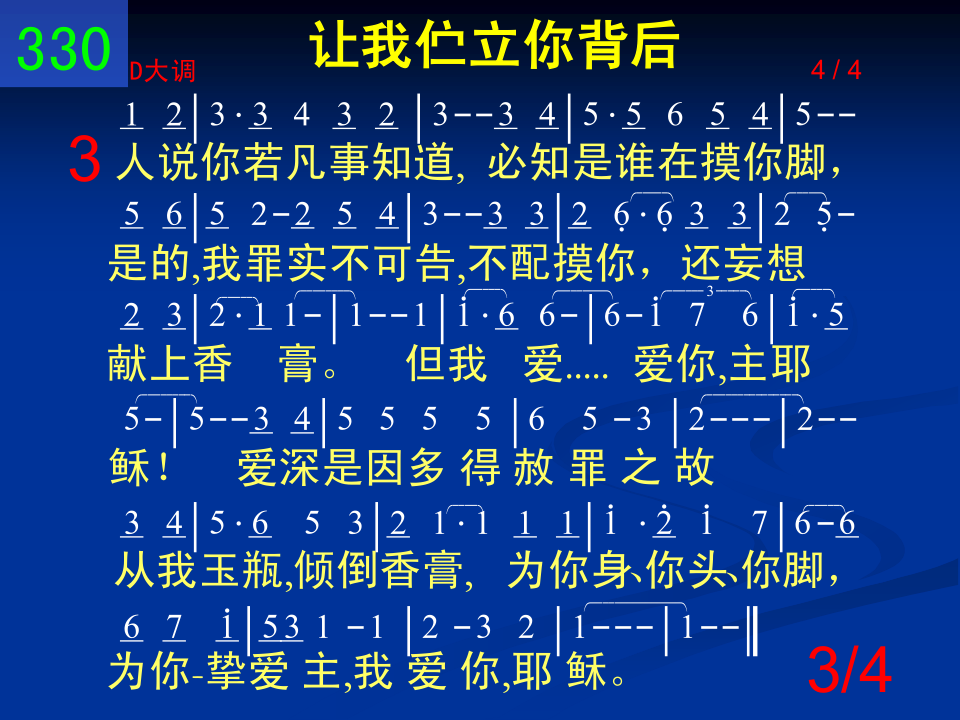 330
让我伫立你背后
D大调
4 / 4
1 2|3·3 4 3 2|3--3 4|5·5 6 5 4|5--
3
人说你若凡事知道, 必知是谁在摸你脚，
5 6|5 2-2 5 4|3--3 3|2 6̣·6̣ 3 3|2 5̣-
是的,我罪实不可告,不配摸你，还妄想
2 3|2·1 1-|1--1|i·6 6-|6-i 7 6|i·5
3
献上香 膏。 但我 爱..... 爱你,主耶
5-|5--3 4|5 5 5 5|6 5-3|2---|2--
稣！ 爱深是因多 得 赦 罪 之 故
3 4|5·6 5 3|2 1·1 1 1|i·2̇ i 7|6-6
从我玉瓶,倾倒香膏, 为你身、你头、你脚，
6 7 i|53 1-1|2-3 2|1---|1--‖
为你-挚爱 主,我 爱 你,耶 稣。
3/4